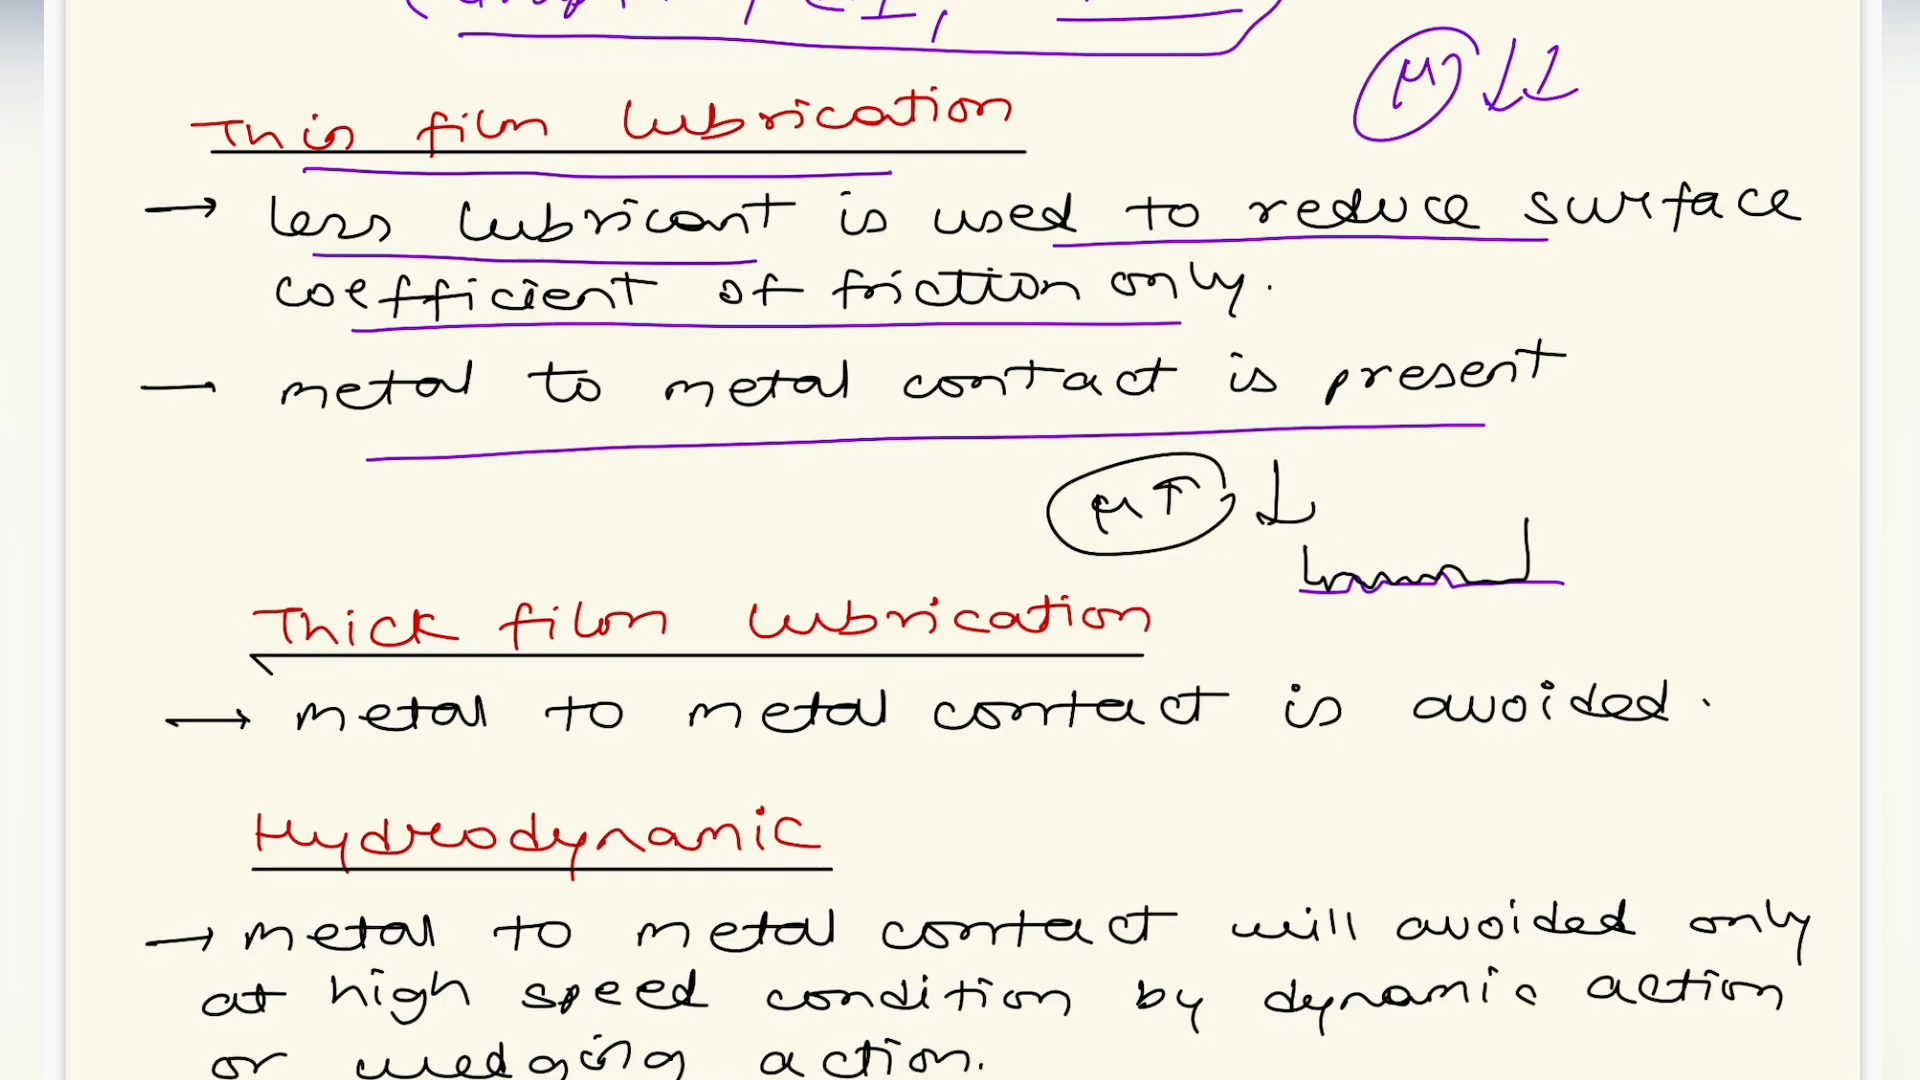 μ ↓↓
Thin film lubrication
→ less lubricant is used to reduce surface
coefficient of friction only.
— metal to metal contact is present
μ↑ ↓
Thick film lubrication
→ metal to metal contact is avoided.
Hydrodynamic
→ metal to metal contact will avoided only
at high speed condition by dynamic action
or wedging action.